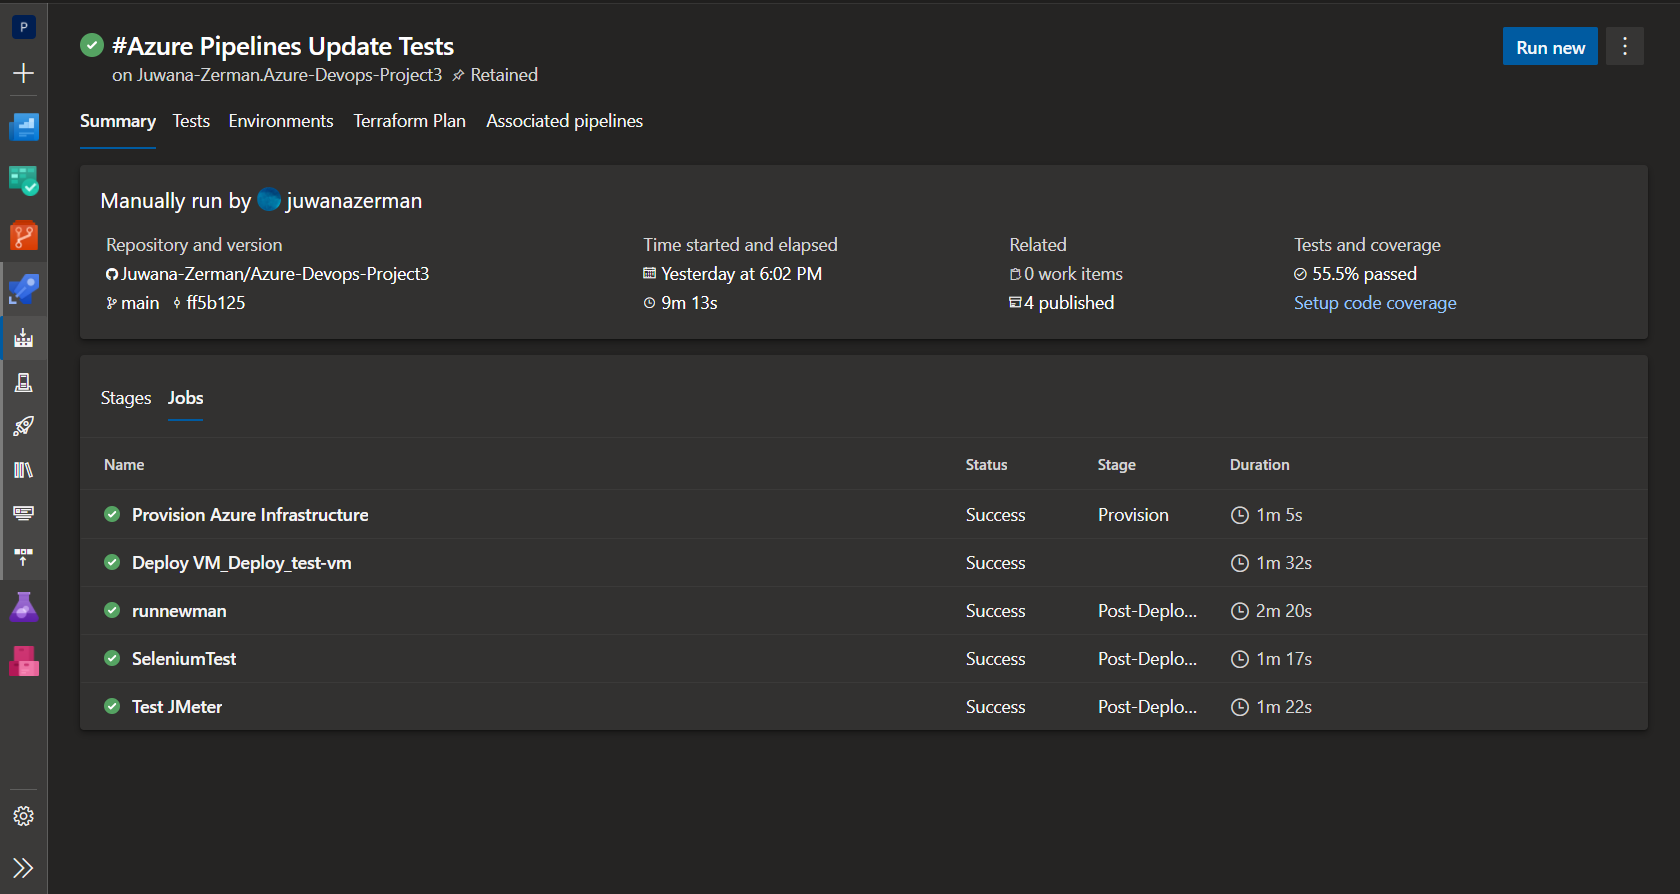 P
#Azure Pipelines Update Tests
on Juwana-Zerman.Azure-Devops-Project3 Retained
Run new
Summary Tests Environments Terraform Plan Associated pipelines
Manually run by juwanazerman
Repository and version Time started and elapsed Related Tests and coverage
Juwana-Zerman/Azure-Devops-Project3 Yesterday at 6:02 PM 0 work items 55.5% passed
main ff5b125 9m 13s 4 published Setup code coverage
Stages Jobs
Name Status Stage Duration
Provision Azure Infrastructure Success Provision 1m 5s
Deploy VM_Deploy_test-vm Success 1m 32s
runnewman Success Post-Deplo... 2m 20s
SeleniumTest Success Post-Deplo... 1m 17s
Test JMeter Success Post-Deplo... 1m 22s